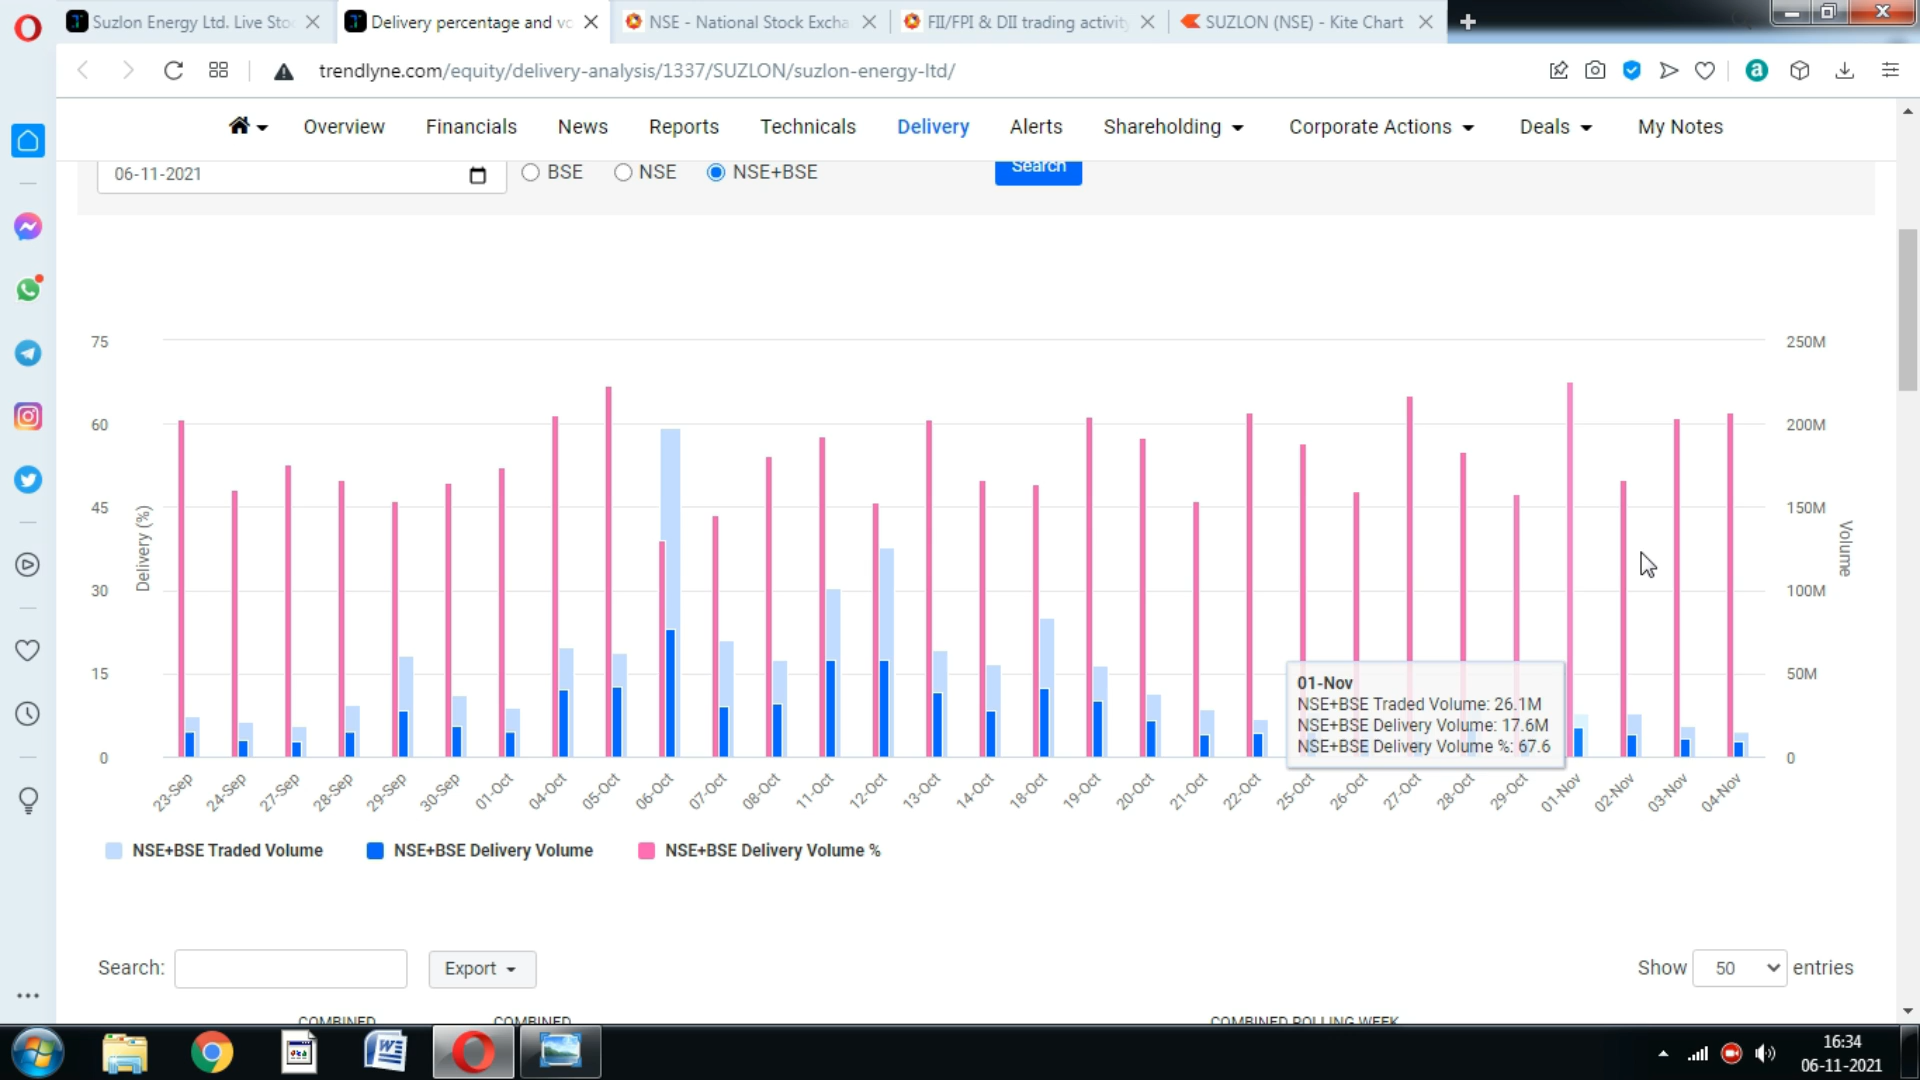 Suzlon Energy Ltd. Live Sto
Delivery percentage and vo
NSE - National Stock Excha
FII/FPI & DII trading activity
SUZLON (NSE) - Kite Chart
trendlyne.com/equity/delivery-analysis/1337/SUZLON/suzlon-energy-ltd/
Overview Financials News Reports Technicals Delivery Alerts Shareholding Corporate Actions Deals My Notes
06-11-2021 BSE NSE NSE+BSE Search
75 250M
60 200M
45 150M
30 100M
15 50M
0 0
Delivery (%)
Volume
01-Nov
NSE+BSE Traded Volume: 26.1M
NSE+BSE Delivery Volume: 17.6M
NSE+BSE Delivery Volume %: 67.6
23-Sep 24-Sep 27-Sep 28-Sep 29-Sep 30-Sep 01-Oct 04-Oct 05-Oct 06-Oct 07-Oct 08-Oct 11-Oct 12-Oct 13-Oct 14-Oct 18-Oct 19-Oct 20-Oct 21-Oct 22-Oct 25-Oct 26-Oct 27-Oct 28-Oct 29-Oct 01-Nov 02-Nov 03-Nov 04-Nov
NSE+BSE Traded Volume NSE+BSE Delivery Volume NSE+BSE Delivery Volume %
Search: Export Show 50 entries
COMBINED COMBINED COMBINED ROLLING WEEK
16:34
06-11-2021